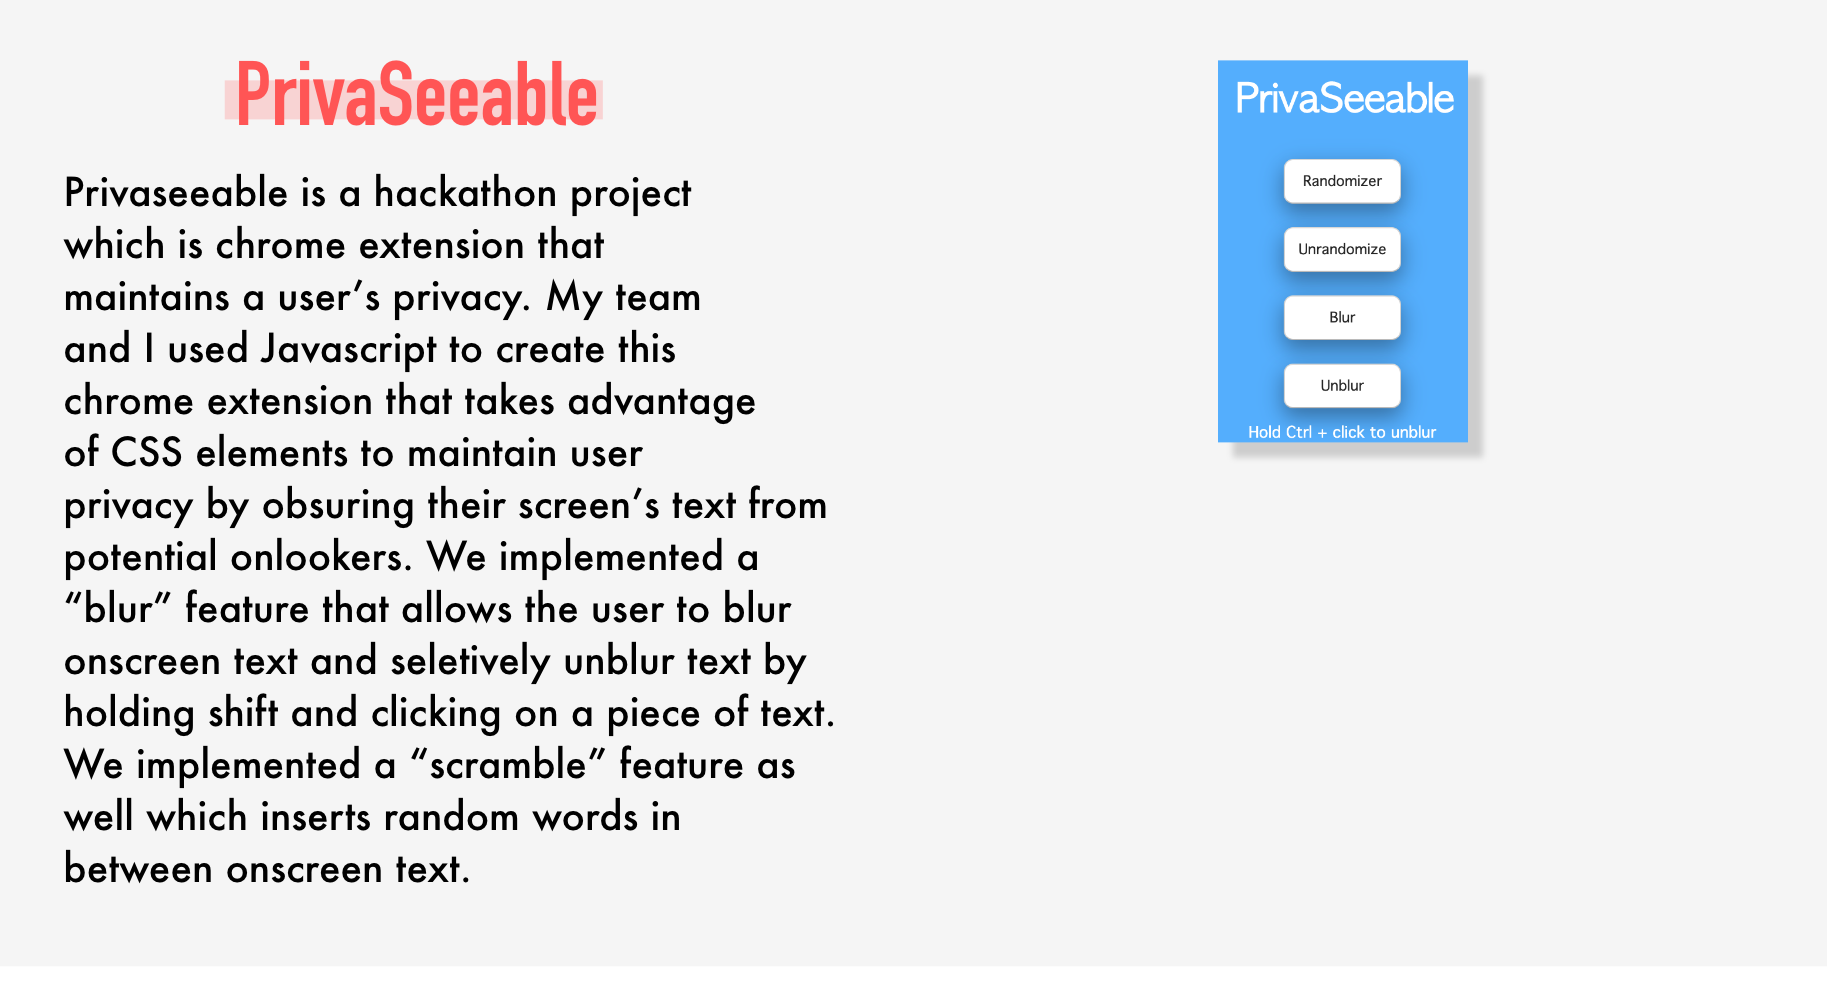 PrivaSeeable
Privaseeable is a hackathon project
which is chrome extension that
maintains a user’s privacy. My team
and I used Javascript to create this
chrome extension that takes advantage
of CSS elements to maintain user
privacy by obsuring their screen’s text from
potential onlookers. We implemented a
“blur” feature that allows the user to blur
onscreen text and seletively unblur text by
holding shift and clicking on a piece of text.
We implemented a “scramble” feature as
well which inserts random words in
between onscreen text.
PrivaSeeable
Randomizer
Unrandomize
Blur
Unblur
Hold Ctrl + click to unblur